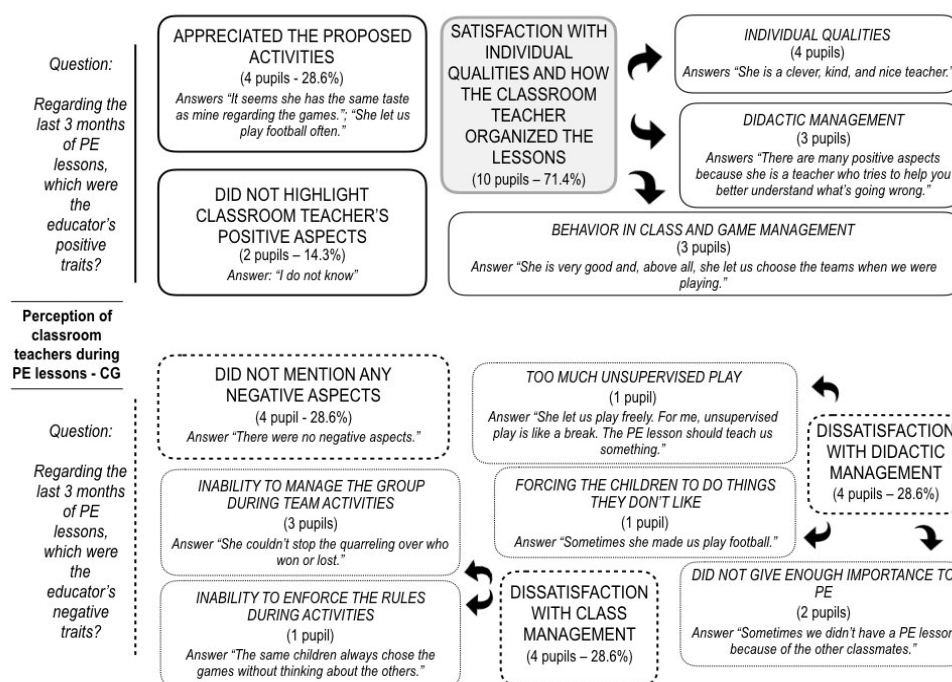 Question:
Regarding the
last 3 months
of PE
lessons,
which were
the
educator's
positive
traits?
APPRECIATED THE PROPOSED
ACTIVITIES
(4 pupils - 28.6%)
Answers “It seems she has the same taste
as mine regarding the games.”; “She let us
play football often.”
DID NOT HIGHLIGHT
CLASSROOM TEACHER’S
POSITIVE ASPECTS
(2 pupils – 14.3%)
Answer: “I do not know”
SATISFACTION WITH
INDIVIDUAL
QUALITIES AND HOW
THE CLASSROOM
TEACHER
ORGANIZED THE
LESSONS
(10 pupils – 71.4%)
INDIVIDUAL QUALITIES
(4 pupils)
Answers “She is a clever, kind, and nice teacher.”
DIDACTIC MANAGEMENT
(3 pupils)
Answers “There are many positive aspects
because she is a teacher who tries to help you
better understand what’s going wrong.”
BEHAVIOR IN CLASS AND GAME MANAGEMENT
(3 pupils)
Answer “She is very good and, above all, she let us choose the teams when we were
playing.”
Perception of
classroom
teachers during
PE lessons - CG
Question:
Regarding the
last 3 months
of PE
lessons,
which were
the
educator’s
negative
traits?
DID NOT MENTION ANY
NEGATIVE ASPECTS
(4 pupil - 28.6%)
Answer “There were no negative aspects.”
INABILITY TO MANAGE THE GROUP
DURING TEAM ACTIVITIES
(3 pupils)
Answer “She couldn’t stop the quarreling over who
won or lost.”
INABILITY TO ENFORCE THE RULES
DURING ACTIVITIES
(1 pupil)
Answer “The same children always chose the
games without thinking about the others.”
DISSATISFACTION
WITH CLASS
MANAGEMENT
(4 pupils – 28.6%)
TOO MUCH UNSUPERVISED PLAY
(1 pupil)
Answer “She let us play freely. For me, unsupervised
play is like a break. The PE lesson should teach us
something.”
FORCING THE CHILDREN TO DO THINGS
THEY DON’T LIKE
(1 pupil)
Answer “Sometimes she made us play football.”
DISSATISFACTION
WITH DIDACTIC
MANAGEMENT
(4 pupils – 28.6%)
DID NOT GIVE ENOUGH IMPORTANCE TO
PE
(2 pupils)
Answer “Sometimes we didn’t have a PE lesson
because of the other classmates.”